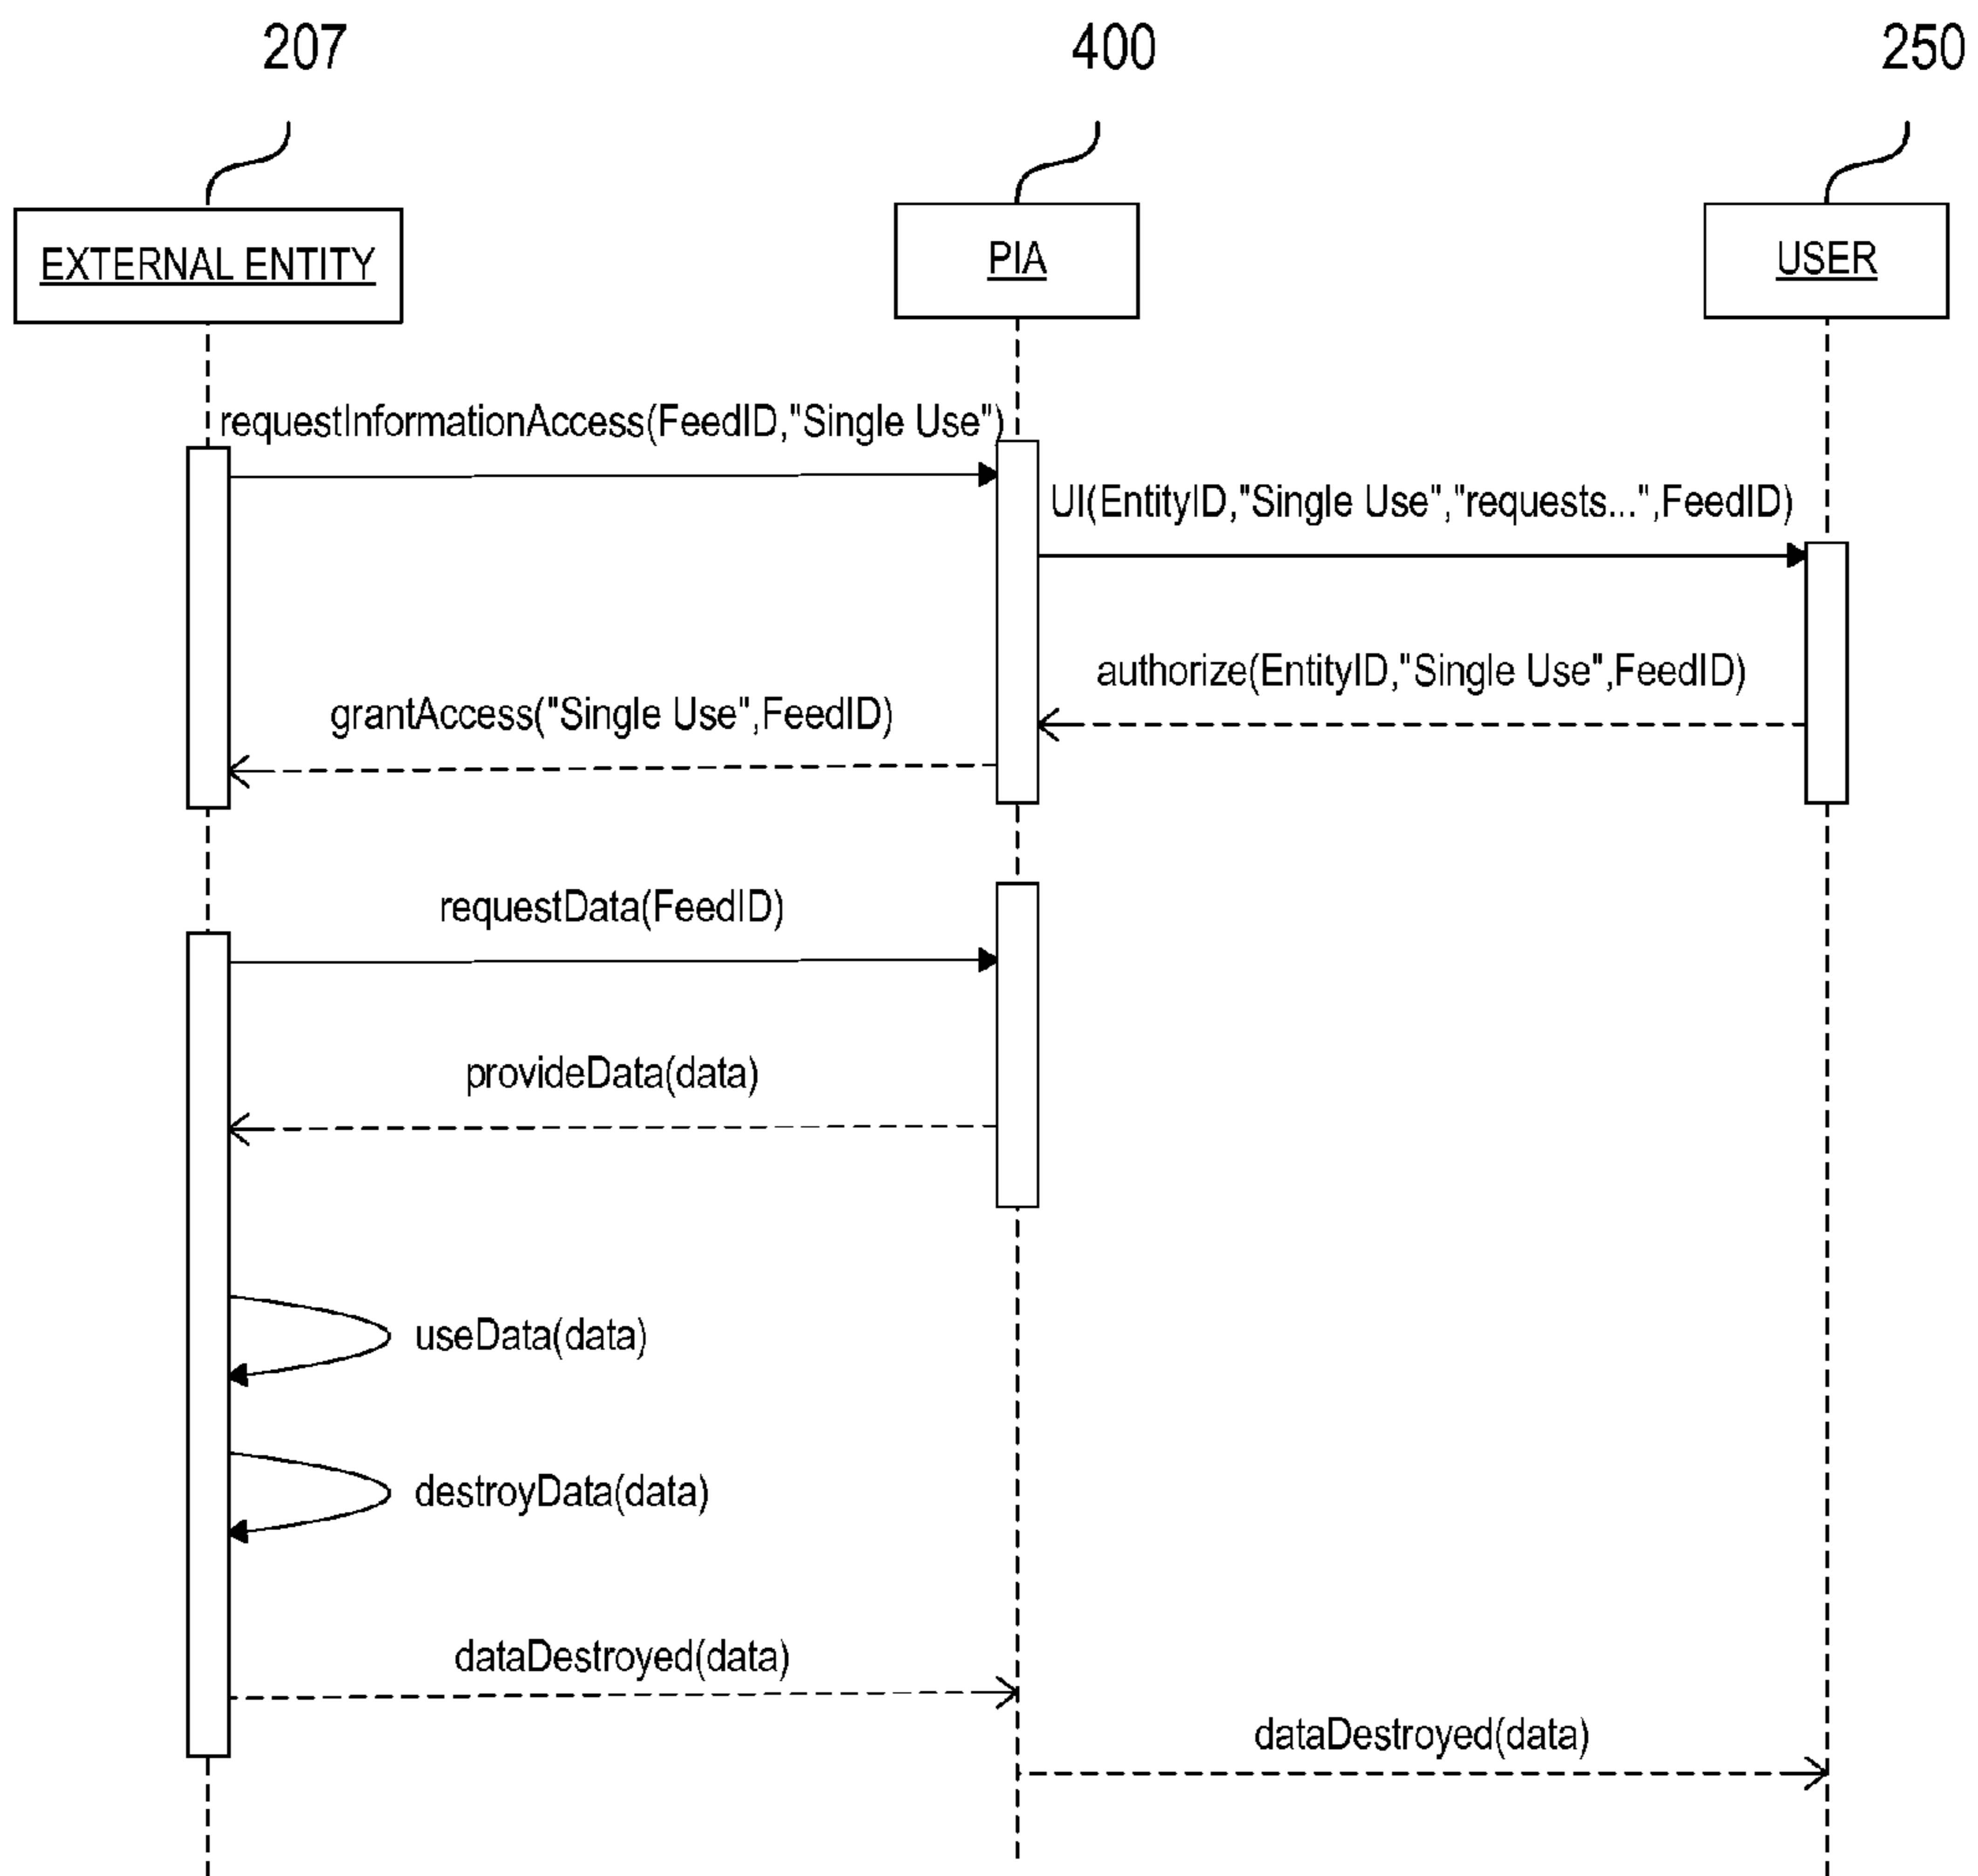 207
400
250
EXTERNAL ENTITY
PIA
USER
requestInformationAccess(FeedID,"Single Use")
UI(EntityID,"Single Use","requests...",FeedID)
authorize(EntityID,"Single Use",FeedID)
grantAccess("Single Use",FeedID)
requestData(FeedID)
provideData(data)
useData(data)
destroyData(data)
dataDestroyed(data)
dataDestroyed(data)